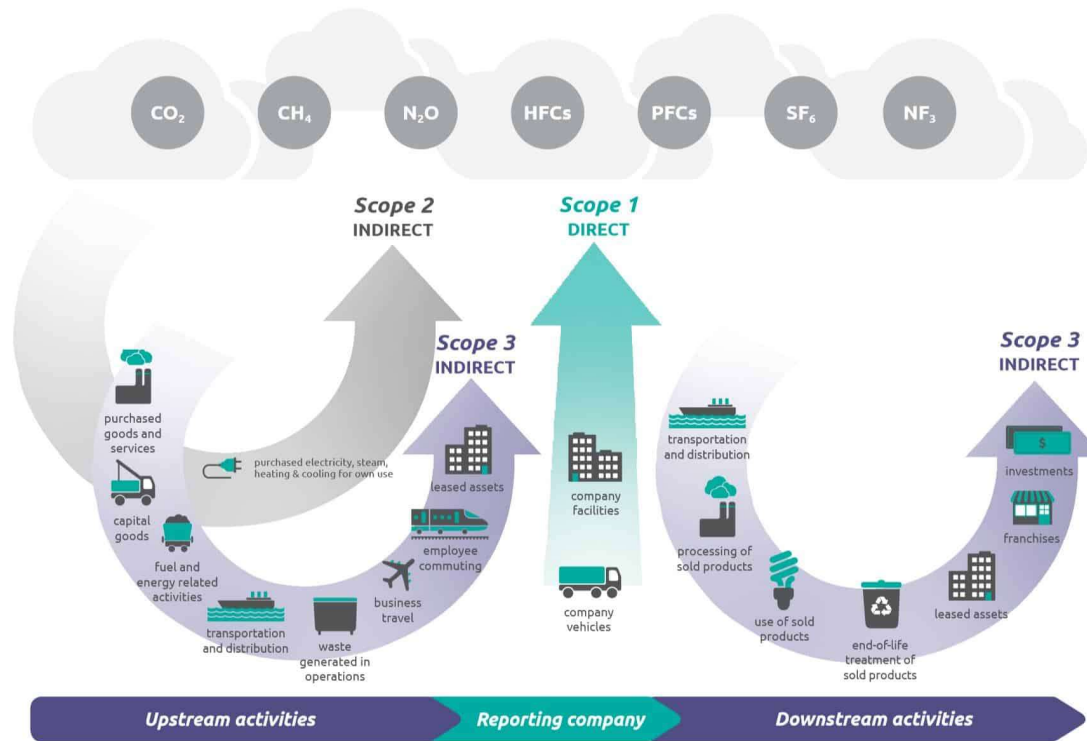 CO₂
CH₄
N₂O
HFCs
PFCs
SF₆
NF₃
Scope 2
INDIRECT
Scope 1
DIRECT
Scope 3
INDIRECT
Scope 3
INDIRECT
purchased
goods and
services
capital
goods
fuel and
energy related
activities
transportation
and distribution
waste
generated in
operations
business
travel
employee
commuting
leased assets
purchased electricity, steam,
heating & cooling for own use
company
facilities
company
vehicles
transportation
and distribution
processing of
sold products
use of sold
products
end-of-life
treatment of
sold products
leased assets
franchises
$
investments
Upstream activities
Reporting company
Downstream activities